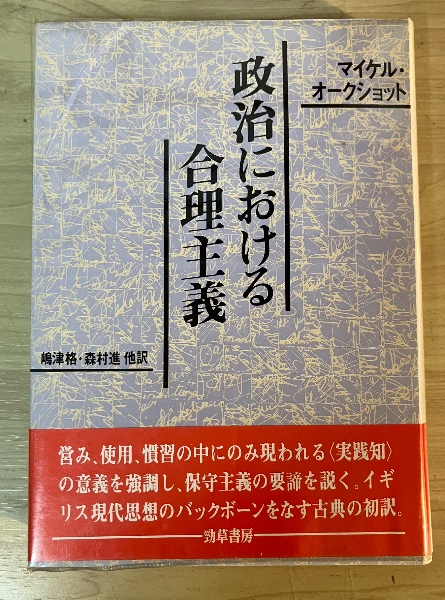 マイケル・
オークショット
政治における
合理主義
嶋津格・森村進 他訳
営み、使用、慣習の中にのみ現われる〈実践知〉
の意義を強調し、保守主義の要諦を説く。イギ
リス現代思想のバックボーンをなす古典の初訳。
勁草書房